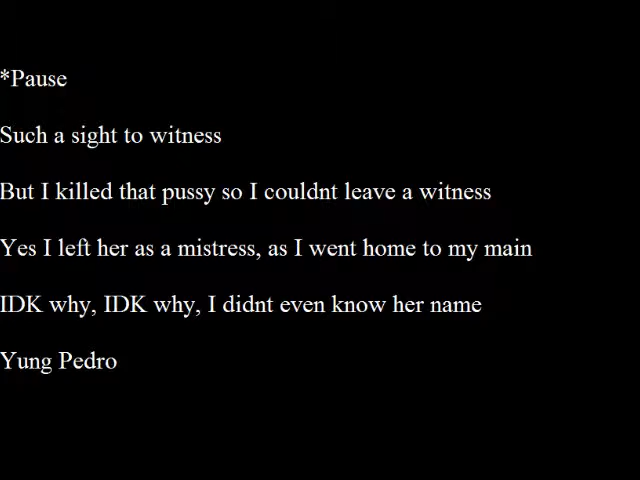 *Pause
Such a sight to witness
But I killed that pussy so I couldnt leave a witness
Yes I left her as a mistress, as I went home to my main
IDK why, IDK why, I didnt even know her name
Yung Pedro